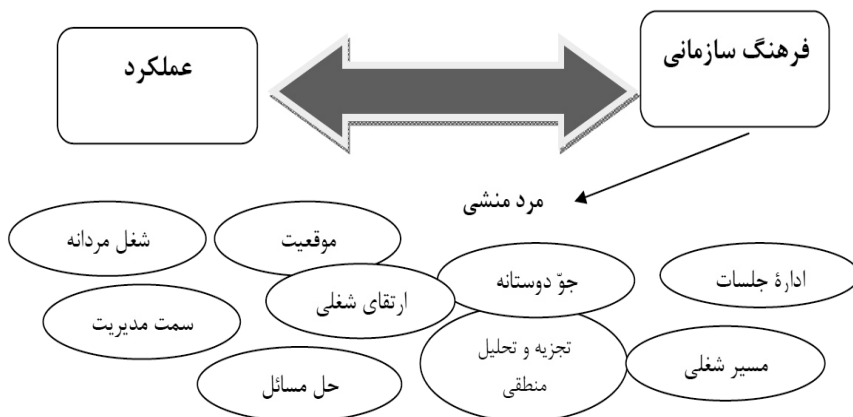 فرهنگ سازمانی
عملکرد
مرد منشی
شغل مردانه
موقعیت
جوّ دوستانه
ادارهٔ جلسات
ارتقای شغلی
سمت مدیریت
تجزیه و تحلیل
منطقی
مسیر شغلی
حل مسائل